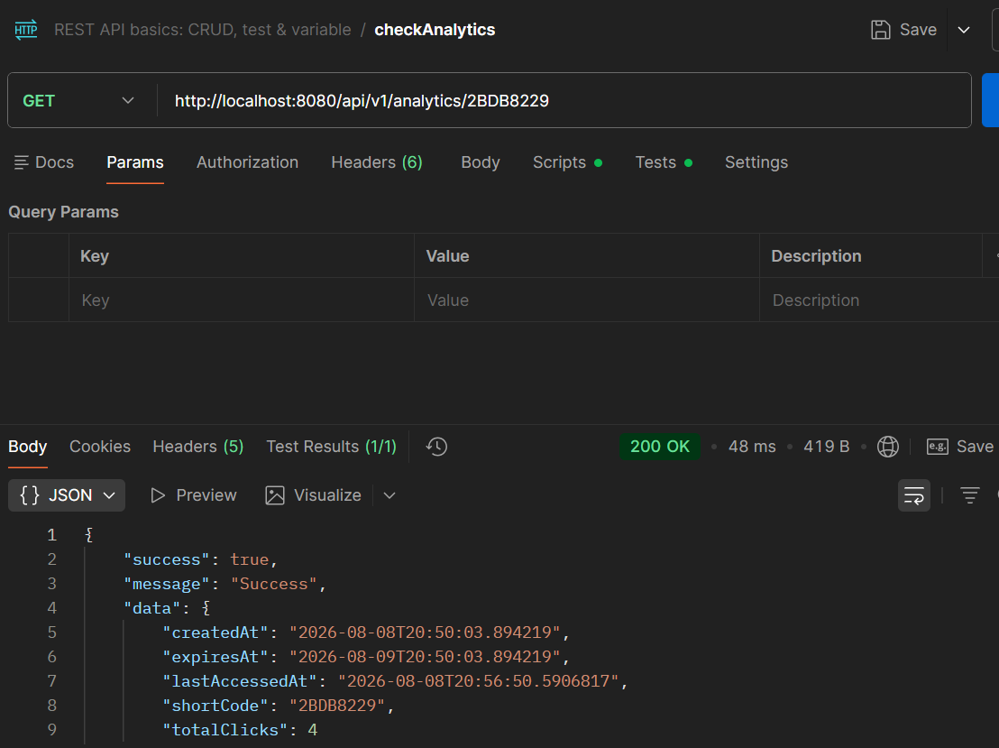 HTTP REST API basics: CRUD, test & variable / checkAnalytics Save
GET http://localhost:8080/api/v1/analytics/2BDB8229
Docs Params Authorization Headers (6) Body Scripts Tests Settings
Query Params
Key Value Description
Key Value Description
Body Cookies Headers (5) Test Results (1/1) 200 OK • 48 ms • 419 B • e.g. Save
{} JSON Preview Visualize
1 {
2 "success": true,
3 "message": "Success",
4 "data": {
5 "createdAt": "2026-08-08T20:50:03.894219",
6 "expiresAt": "2026-08-09T20:50:03.894219",
7 "lastAccessedAt": "2026-08-08T20:56:50.5906817",
8 "shortCode": "2BDB8229",
9 "totalClicks": 4